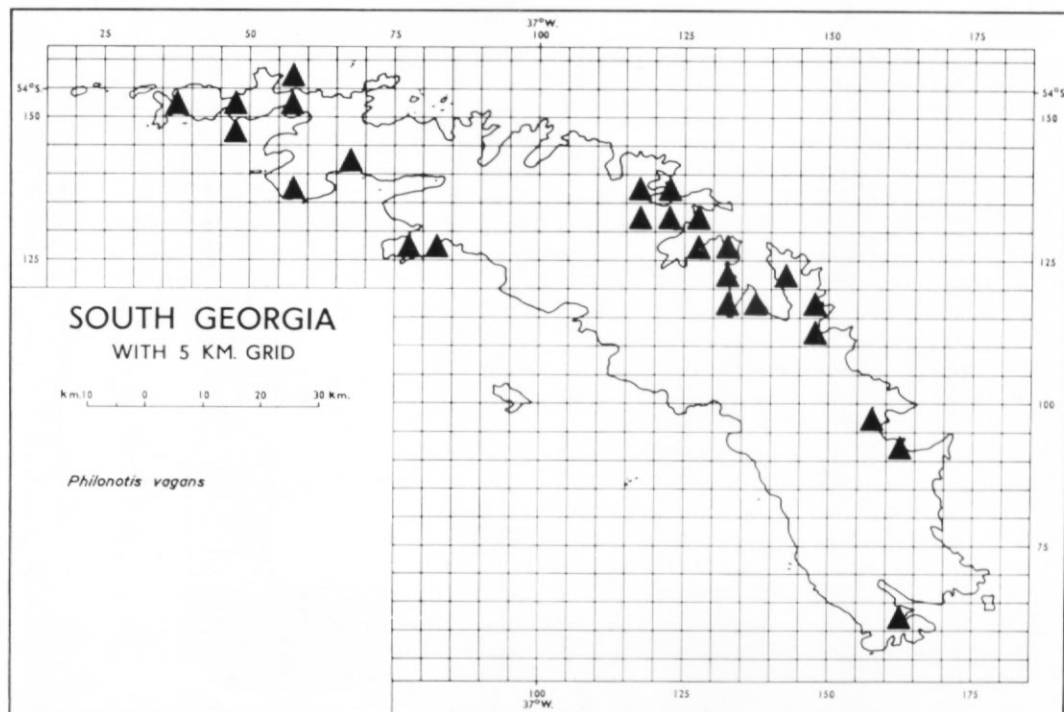 37°W.
25 50 75 100 125 150 175
54°S 54°S
150 150
125 125
SOUTH GEORGIA
WITH 5 KM. GRID
km.10 0 10 20 30 km.
100
Philonotis vagans
75
100 125 150 175
37°W.